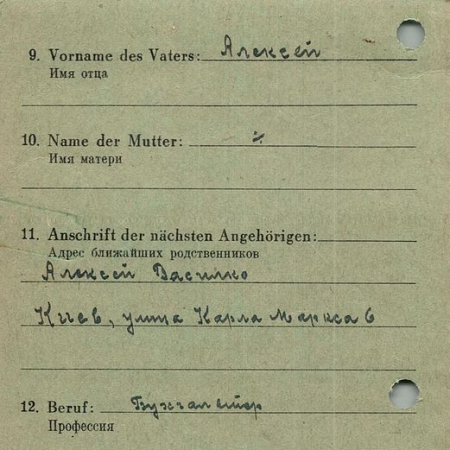 9. Vorname des Vaters: Алексей
Имя отца
10. Name der Mutter: ·/.
Имя матери
11. Anschrift der nächsten Angehörigen:
Адрес ближайших родственников
Алексей Василко
Киев, улица Карла Маркса 6
12. Beruf: Бухгалтер
Профессия